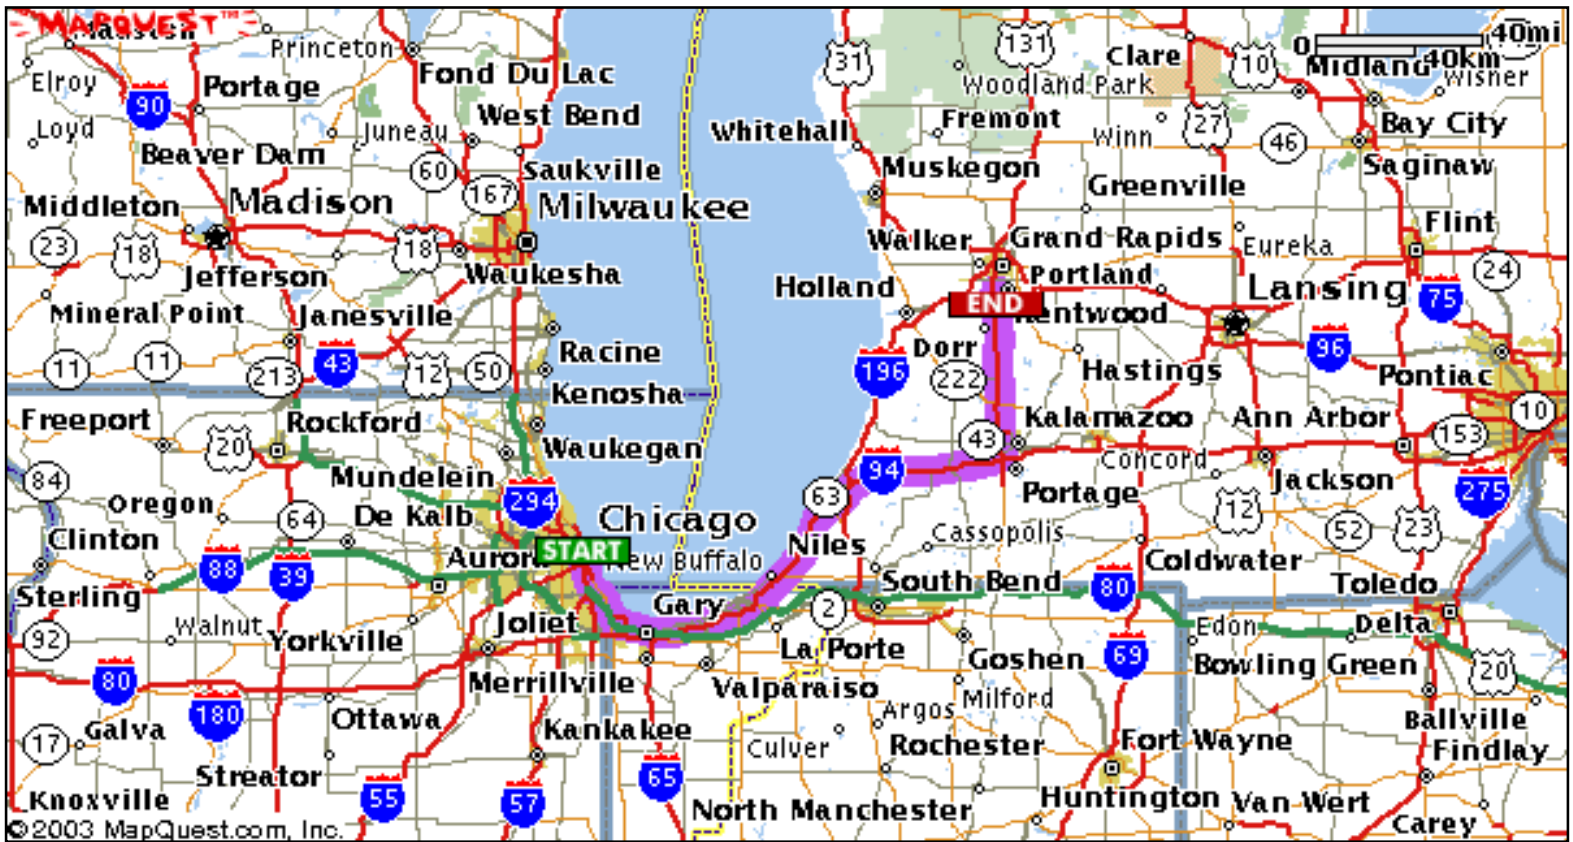 MAPQUEST™
Mauston
Princeton
Fond Du Lac
31
131
Clare
10
0
40mi
40km
Midland
Wisner
Elroy
90
Portage
West Bend
Woodland Park
Loyd
Juneau
Whitehall
Fremont
Winn
27
46
Bay City
Beaver Dam
60
167
Saukville
Muskegon
Saginaw
Middleton
Madison
Milwaukee
Greenville
Flint
23
18
18
Walker
Grand Rapids
Eureka
24
Jefferson
Waukesha
Holland
Portland
Lansing
75
Mineral Point
Janesville
END
Kentwood
11
11
213
43
12
50
Racine
196
Dorr
222
Hastings
96
Pontiac
Kenosha
Freeport
Rockford
Kalamazoo
Ann Arbor
10
20
Waukegan
43
153
84
Mundelein
294
94
Concord
Jackson
275
Oregon
64
De Kalb
Chicago
63
Portage
12
52
23
Clinton
Aurora
START
New Buffalo
Niles
Cassopolis
Coldwater
88
39
Gary
South Bend
80
Toledo
Sterling
Walnut
Yorkville
Joliet
2
Edon
Delta
92
La Porte
Goshen
69
Bowling Green
20
80
180
Merrillville
Valparaiso
Milford
Ottawa
Argos
Ballville
17
Galva
Kankakee
Culver
Rochester
Fort Wayne
Findlay
Streator
55
57
65
Knoxville
North Manchester
Huntington
Van Wert
Carey
©2003 MapQuest.com, Inc.